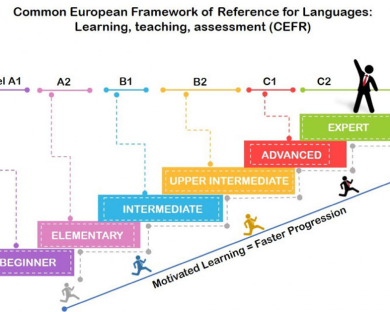 Common European Framework of Reference for Languages:
Learning, teaching, assessment (CEFR)
el A1
A2
B1
B2
C1
C2
EXPERT
ADVANCED
UPPER INTERMEDIATE
INTERMEDIATE
ELEMENTARY
BEGINNER
Motivated Learning = Faster Progression